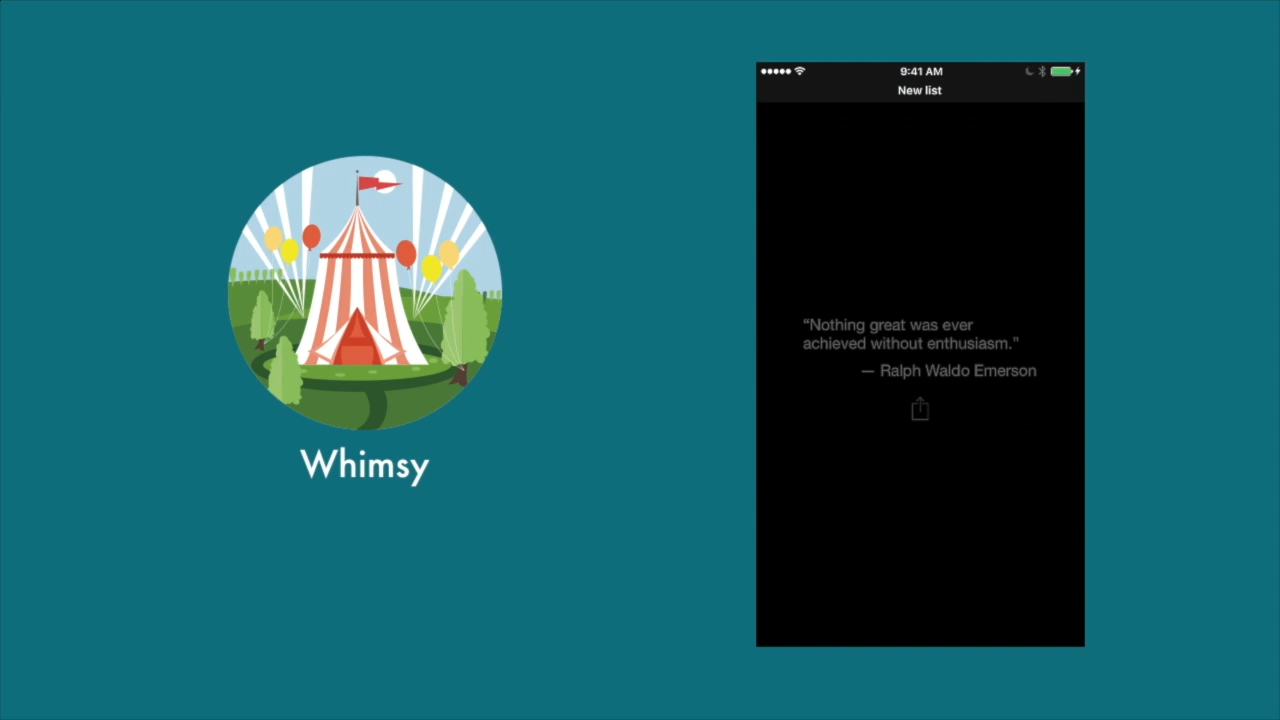 Whimsy
9:41 AM
New list
“Nothing great was ever
achieved without enthusiasm.”
— Ralph Waldo Emerson